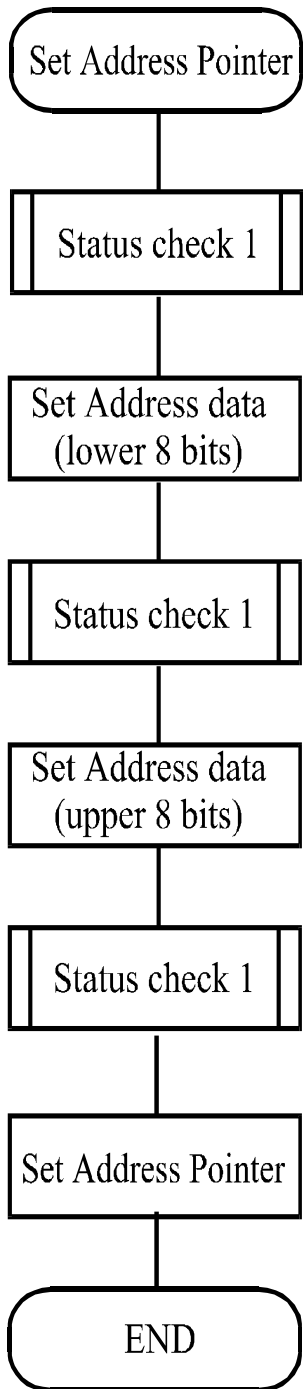 Set Address Pointer
Status check 1
Set Address data
(lower 8 bits)
Status check 1
Set Address data
(upper 8 bits)
Status check 1
Set Address Pointer
END